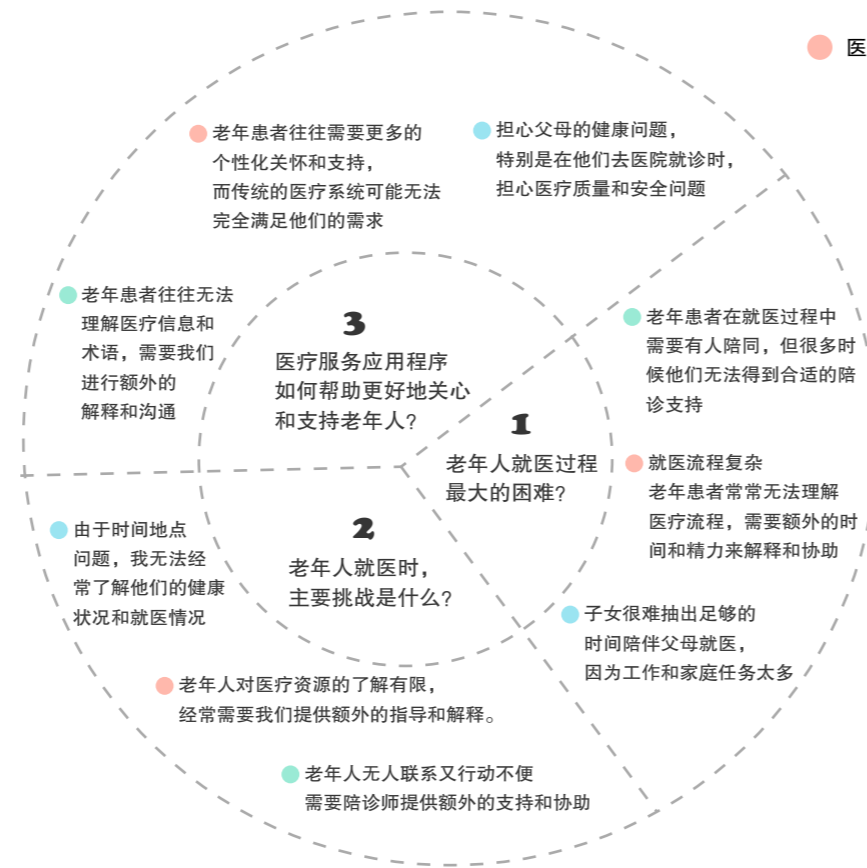 医
老年患者往往需要更多的
个性化关怀和支持，
而传统的医疗系统可能无法
完全满足他们的需求
担心父母的健康问题，
特别是在他们去医院就诊时，
担心医疗质量和安全问题
老年患者往往无法
理解医疗信息和
术语，需要我们
进行额外的
解释和沟通
3
医疗服务应用程序
如何帮助更好地关心
和支持老年人?
老年患者在就医过程中
需要有人陪同，但很多时
候他们无法得到合适的陪
诊支持
1
老年人就医过程
最大的困难?
就医流程复杂
老年患者常常无法理解
医疗流程，需要额外的时
间和精力来解释和协助
2
老年人就医时，
主要挑战是什么?
由于时间地点
问题，我无法经
常了解他们的健康
状况和就医情况
子女很难抽出足够的
时间陪伴父母就医，
因为工作和家庭任务太多
老年人对医疗资源的了解有限，
经常需要我们提供额外的指导和解释。
老年人无人联系又行动不便
需要陪诊师提供额外的支持和协助